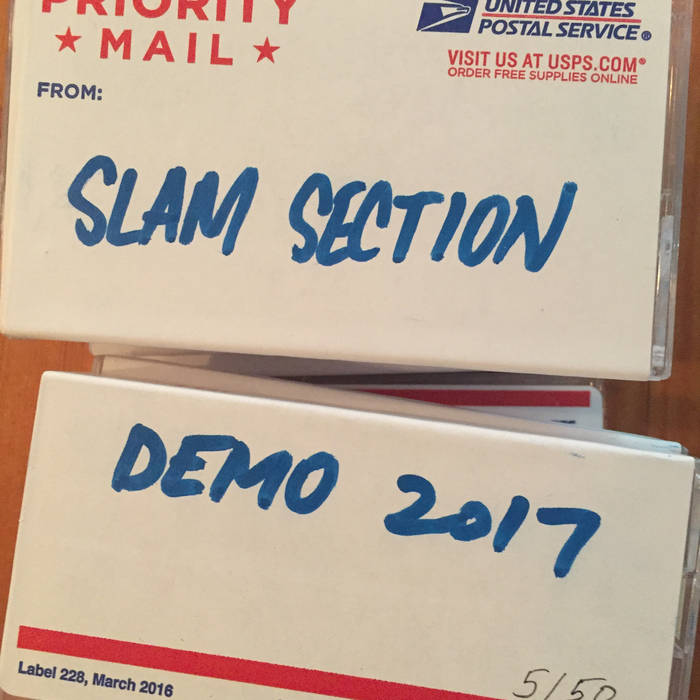 PRIORITY
★ MAIL ★
UNITED STATES
POSTAL SERVICE®
VISIT US AT USPS.COM®
ORDER FREE SUPPLIES ONLINE
FROM:
SLAM SECTION
DEMO 2017
Label 228, March 2016
5/50